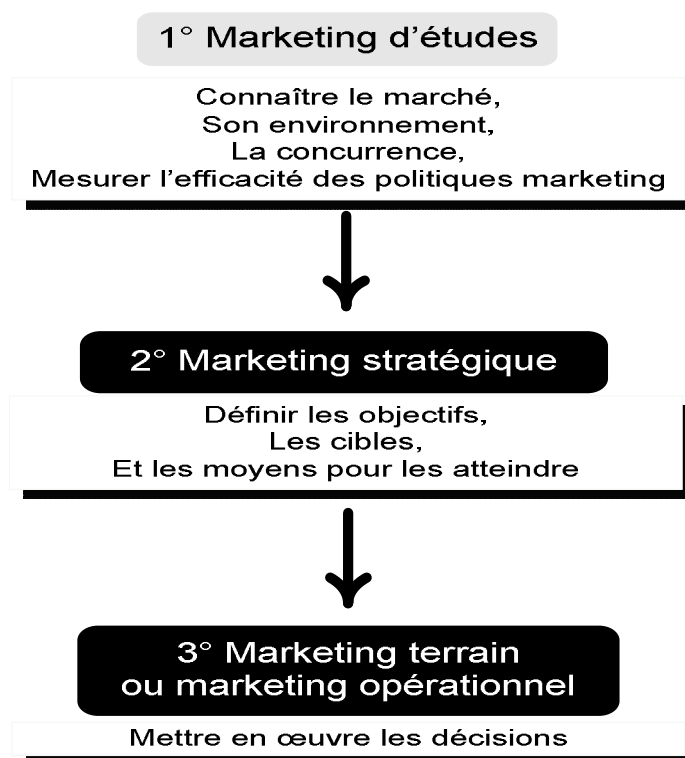 1° Marketing d’études
Connaître le marché,
Son environnement,
La concurrence,
Mesurer l’efficacité des politiques marketing
2° Marketing stratégique
Définir les objectifs,
Les cibles,
Et les moyens pour les atteindre
3° Marketing terrain
ou marketing opérationnel
Mettre en œuvre les décisions